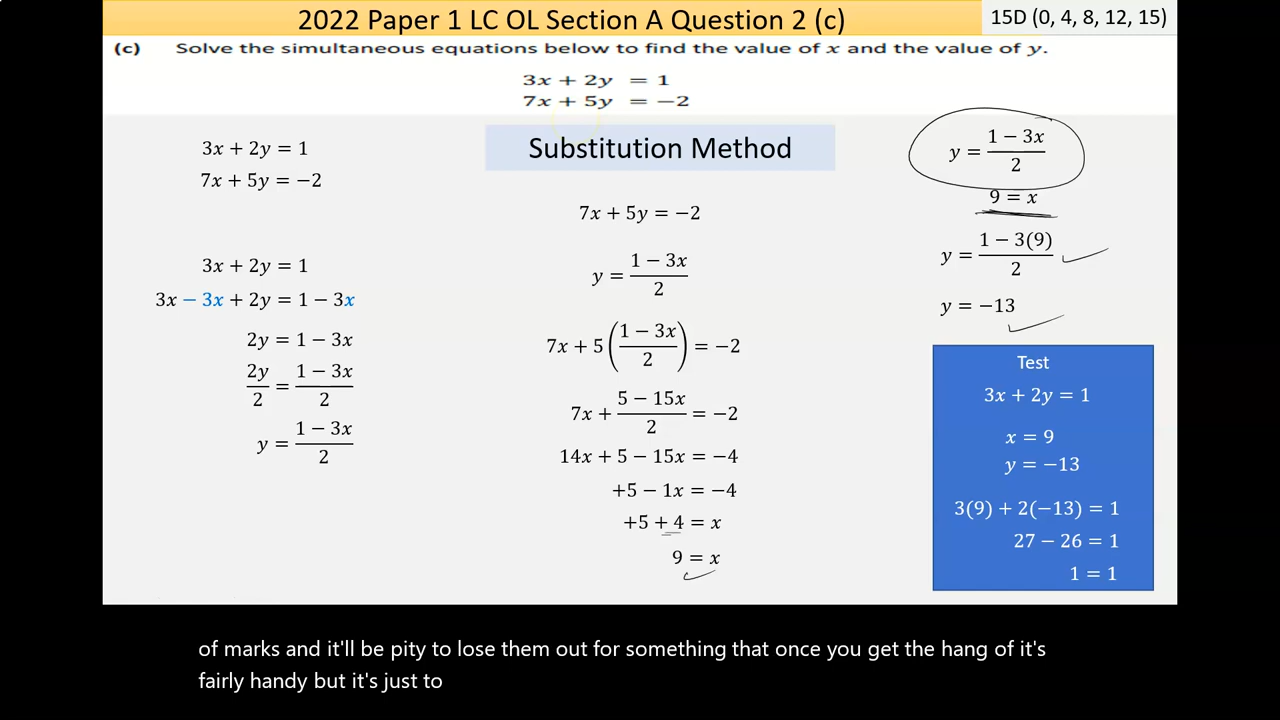 2022 Paper 1 LC OL Section A Question 2 (c)
15D (0, 4, 8, 12, 15)
(c) Solve the simultaneous equations below to find the value of x and the value of y.
3x + 2y = 1
7x + 5y = −2
3x + 2y = 1
7x + 5y = −2
3x + 2y = 1
3x − 3x + 2y = 1 − 3x
2y = 1 − 3x
2y/2 = (1 − 3x)/2
y = (1 − 3x)/2
Substitution Method
7x + 5y = −2
y = (1 − 3x)/2
7x + 5((1 − 3x)/2) = −2
7x + (5 − 15x)/2 = −2
14x + 5 − 15x = −4
+5 − 1x = −4
+5 + 4 = x
9 = x
y = (1 − 3x)/2
9 = x
y = (1 − 3(9))/2
y = −13
Test
3x + 2y = 1
x = 9
y = −13
3(9) + 2(−13) = 1
27 − 26 = 1
1 = 1
of marks and it'll be pity to lose them out for something that once you get the hang of it's
fairly handy but it's just to